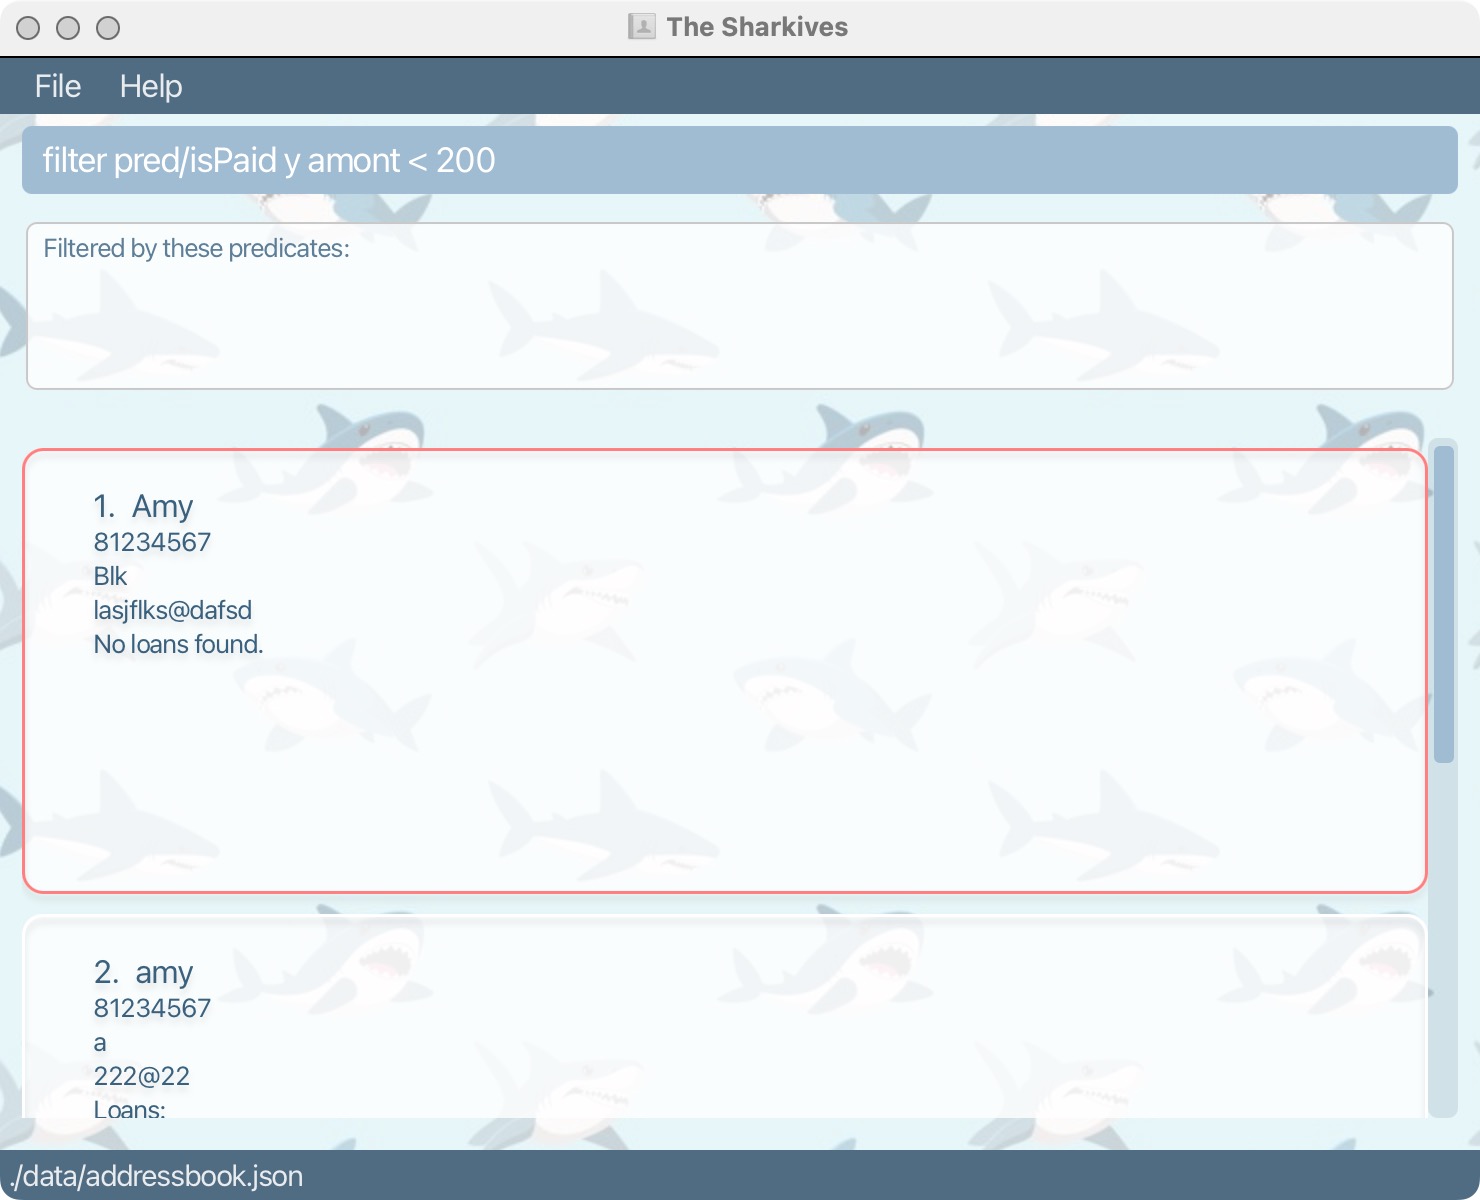 The Sharkives
File Help
filter pred/isPaid y amont < 200
Filtered by these predicates:
1. Amy
81234567
Blk
lasjflks@dafsd
No loans found.
2. amy
81234567
a
222@22
Loans:
./data/addressbook.json